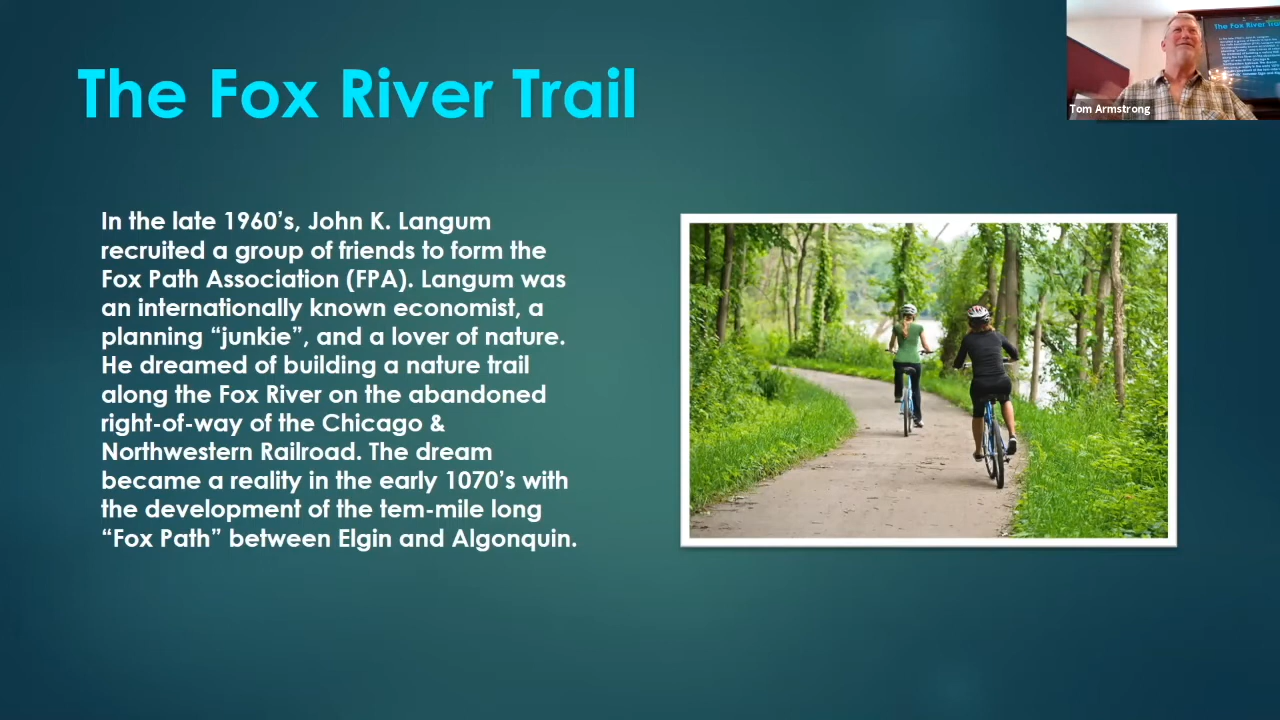 The Fox River Trail
Tom Armstrong
In the late 1960’s, John K. Langum
recruited a group of friends to form the
Fox Path Association (FPA). Langum was
an internationally known economist, a
planning “junkie”, and a lover of nature.
He dreamed of building a nature trail
along the Fox River on the abandoned
right-of-way of the Chicago &
Northwestern Railroad. The dream
became a reality in the early 1070’s with
the development of the tem-mile long
“Fox Path” between Elgin and Algonquin.